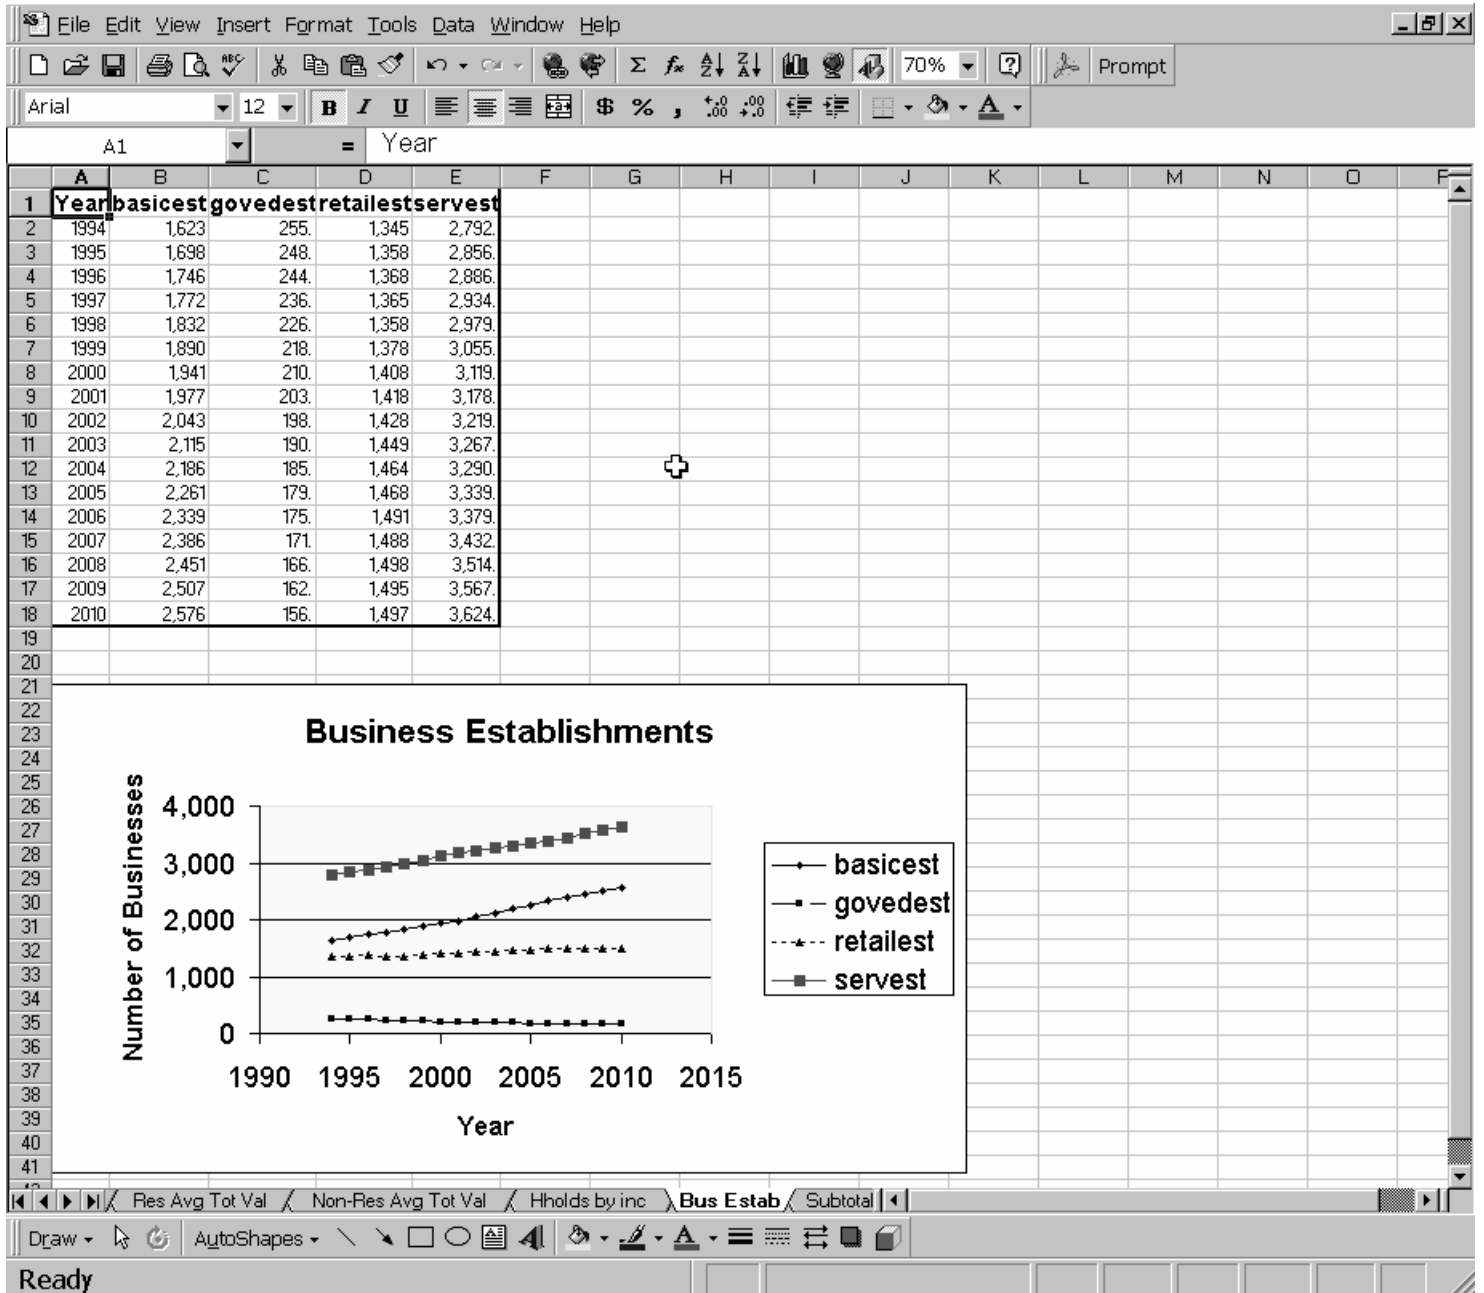 File Edit View Insert Format Tools Data Window Help
ABC Σ fx A Z Z A 70% ? Prompt
Arial 12 B I U $ % , A
A1 = Year
A B C D E F G H I J K L M N O
1 Year basicest govedest retailest servest
2 1994 1,623 255. 1,345 2,792.
3 1995 1,698 248. 1,358 2,856.
4 1996 1,746 244. 1,368 2,886.
5 1997 1,772 236. 1,365 2,934.
6 1998 1,832 226. 1,358 2,979.
7 1999 1,890 218. 1,378 3,055.
8 2000 1,941 210. 1,408 3,119.
9 2001 1,977 203. 1,418 3,178.
10 2002 2,043 198. 1,428 3,219.
11 2003 2,115 190. 1,449 3,267.
12 2004 2,186 185. 1,464 3,290.
13 2005 2,261 179. 1,468 3,339.
14 2006 2,339 175. 1,491 3,379.
15 2007 2,386 171. 1,488 3,432.
16 2008 2,451 166. 1,498 3,514.
17 2009 2,507 162. 1,495 3,567.
18 2010 2,576 156. 1,497 3,624.
19
20
21
22
23
24
25
26
27
28
29
30
31
32
33
34
35
36
37
38
39
40
41
Business Establishments
Number of Businesses
4,000
3,000
2,000
1,000
0
1990 1995 2000 2005 2010 2015
Year
basicest
govedest
retailest
servest
Res Avg Tot Val Non-Res Avg Tot Val Hholds by inc Bus Estab Subtotal
Draw AutoShapes A
Ready